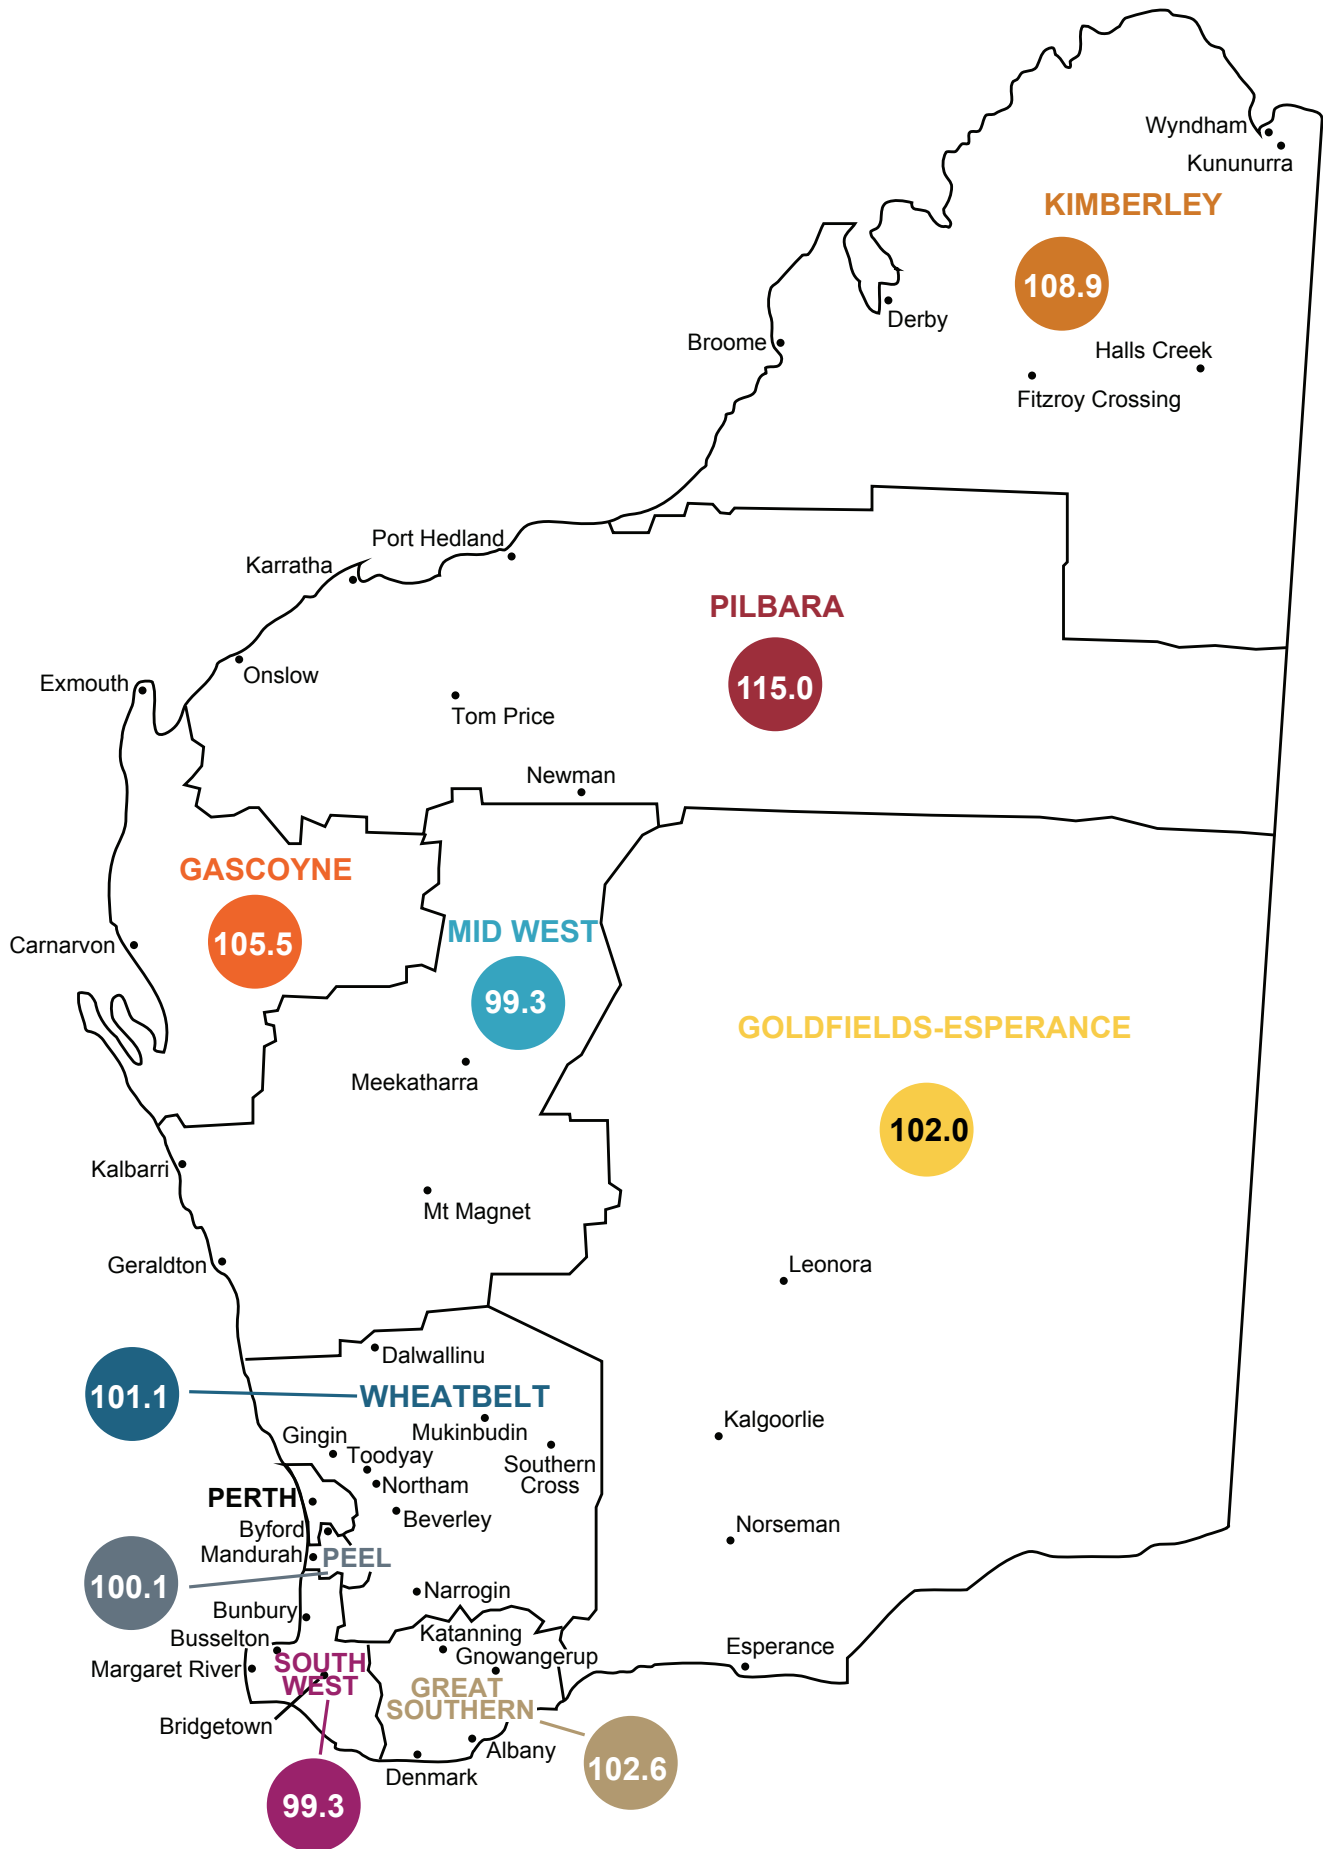 Wyndham
Kununurra
KIMBERLEY
108.9
Derby
Broome
Halls Creek
Fitzroy Crossing
Port Hedland
Karratha
PILBARA
115.0
Onslow
Exmouth
Tom Price
Newman
GASCOYNE
105.5
MID WEST
99.3
Carnarvon
GOLDFIELDS-ESPERANCE
102.0
Meekatharra
Kalbarri
Mt Magnet
Geraldton
Leonora
Dalwallinu
101.1
WHEATBELT
Mukinbudin
Kalgoorlie
Gingin
Toodyay
Southern
Cross
Northam
PERTH
Beverley
Byford
Norseman
Mandurah
PEEL
100.1
Narrogin
Bunbury
Katanning
Busselton
Gnowangerup
Esperance
Margaret River
SOUTH
WEST
GREAT
SOUTHERN
Bridgetown
Albany
Denmark
102.6
99.3